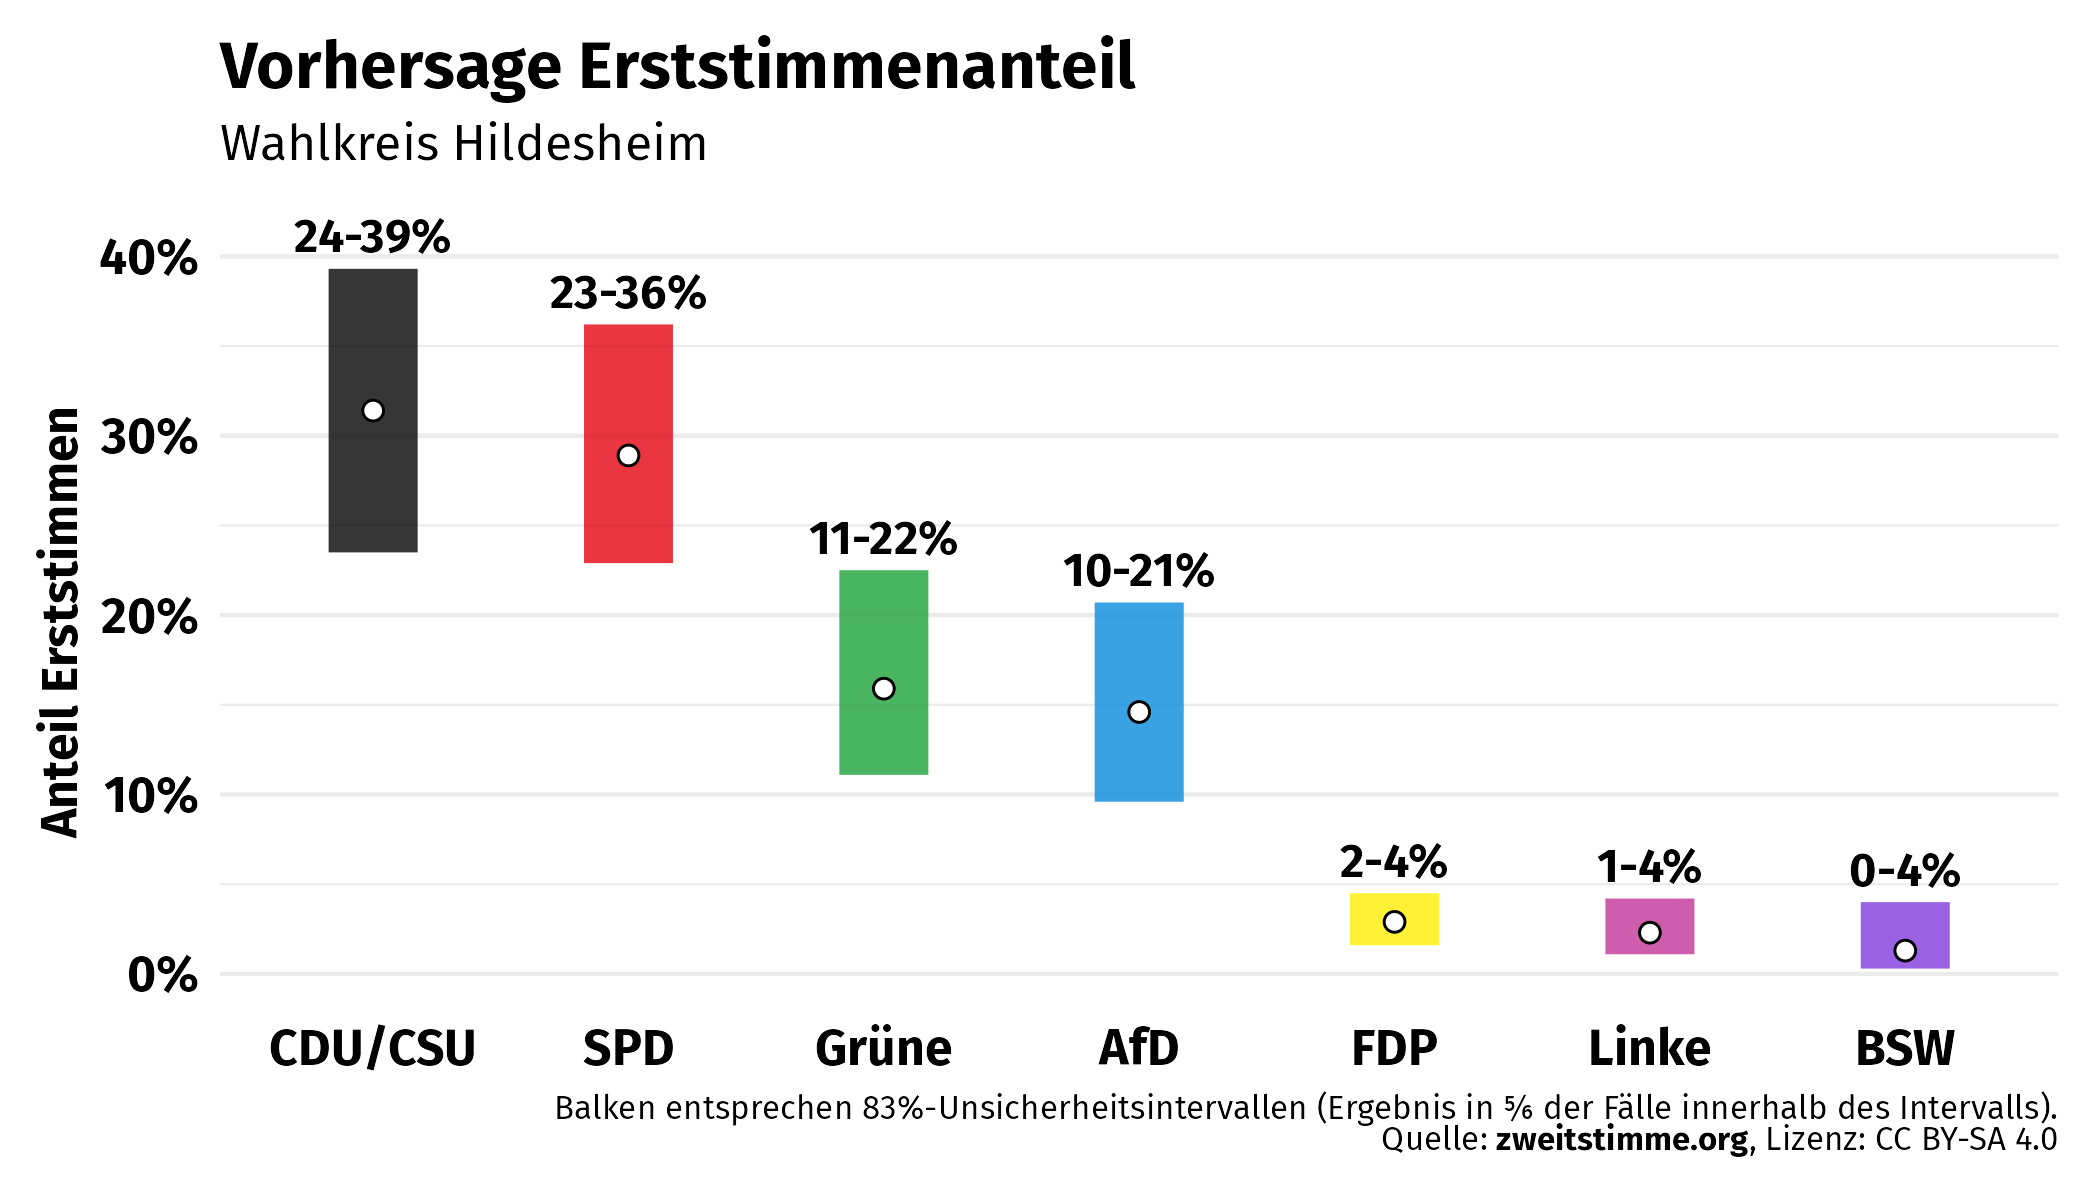 Vorhersage Erststimmenanteil
Wahlkreis Hildesheim
Anteil Erststimmen
40%
30%
20%
10%
0%
24-39%
23-36%
11-22%
10-21%
2-4%
1-4%
0-4%
CDU/CSU
SPD
Grüne
AfD
FDP
Linke
BSW
Balken entsprechen 83%-Unsicherheitsintervallen (Ergebnis in ⅚ der Fälle innerhalb des Intervalls).
Quelle: zweitstimme.org, Lizenz: CC BY-SA 4.0